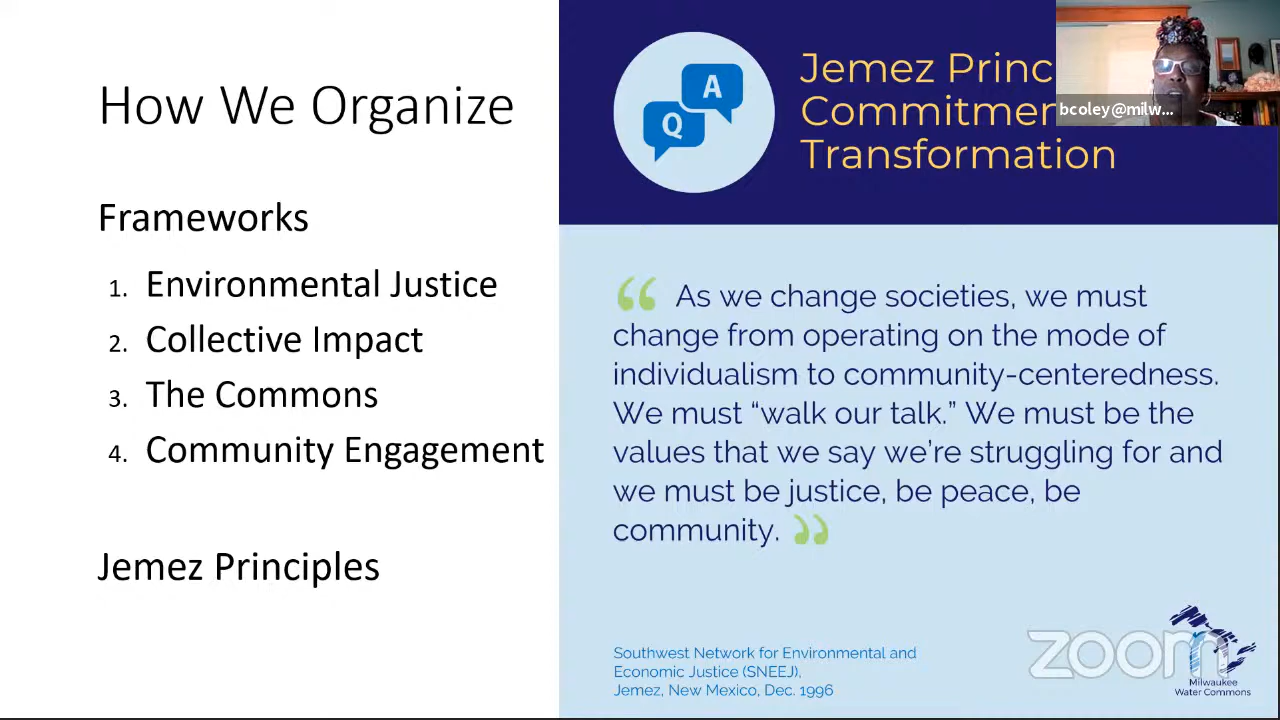 How We Organize
Frameworks
1. Environmental Justice
2. Collective Impact
3. The Commons
4. Community Engagement
Jemez Principles
Q
A
Jemez Princ
Commitmen
Transformation
bcoley@milw...
“ As we change societies, we must
change from operating on the mode of
individualism to community-centeredness.
We must “walk our talk.” We must be the
values that we say we’re struggling for and
we must be justice, be peace, be
community. ”
Southwest Network for Environmental and
Economic Justice (SNEEJ),
Jemez, New Mexico, Dec. 1996
zoom
Milwaukee
Water Commons